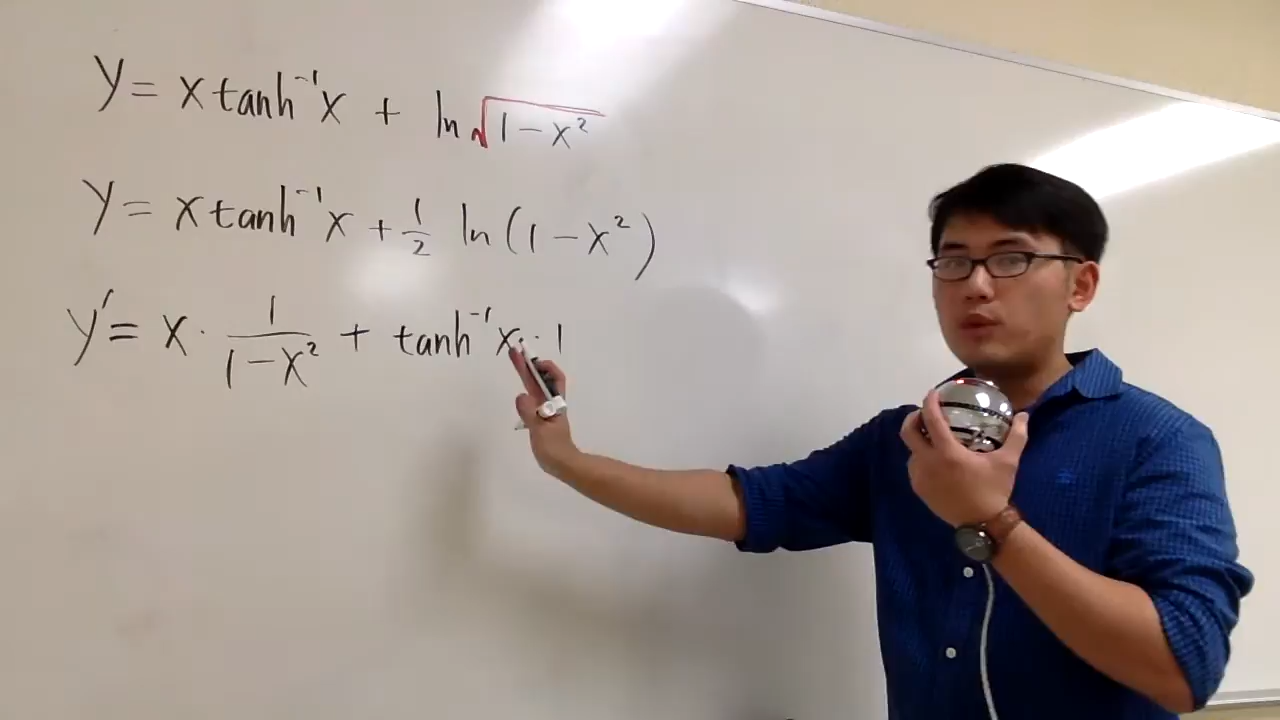 y = x tanh⁻¹x + ln√(1-x²)
y = x tanh⁻¹x + 1/2 ln(1-x²)
y' = x · 1/(1-x²) + tanh⁻¹x · 1